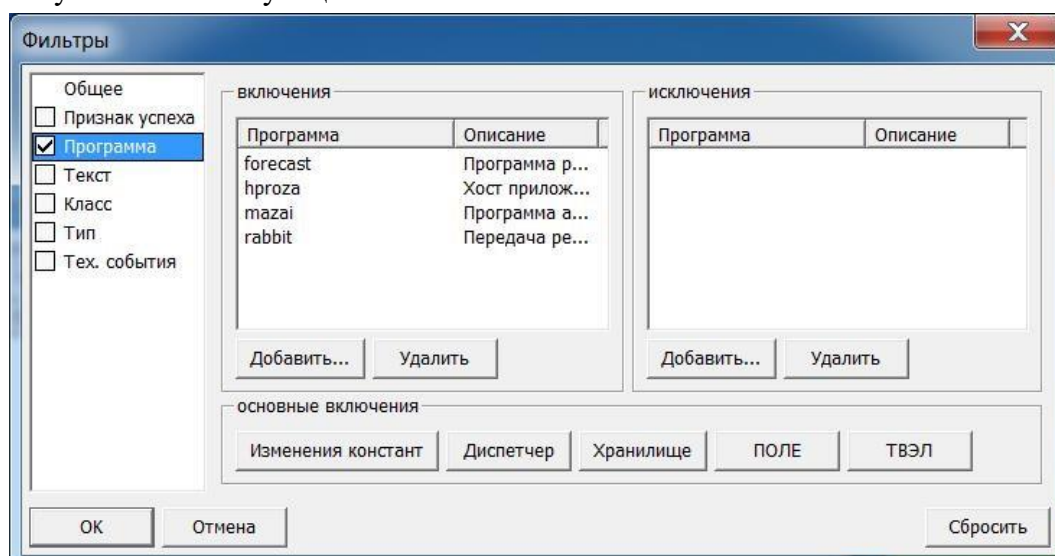 Фильтры
Общее
Признак успеха
Программа
Текст
Класс
Тип
Тех. события
включения
Программа Описание
forecast Программа р...
hproza Хост прилож...
mazai Программа а...
rabbit Передача ре...
Добавить... Удалить
исключения
Программа Описание
Добавить... Удалить
основные включения
Изменения констант Диспетчер Хранилище ПОЛЕ ТВЭЛ
ОК Отмена Сбросить